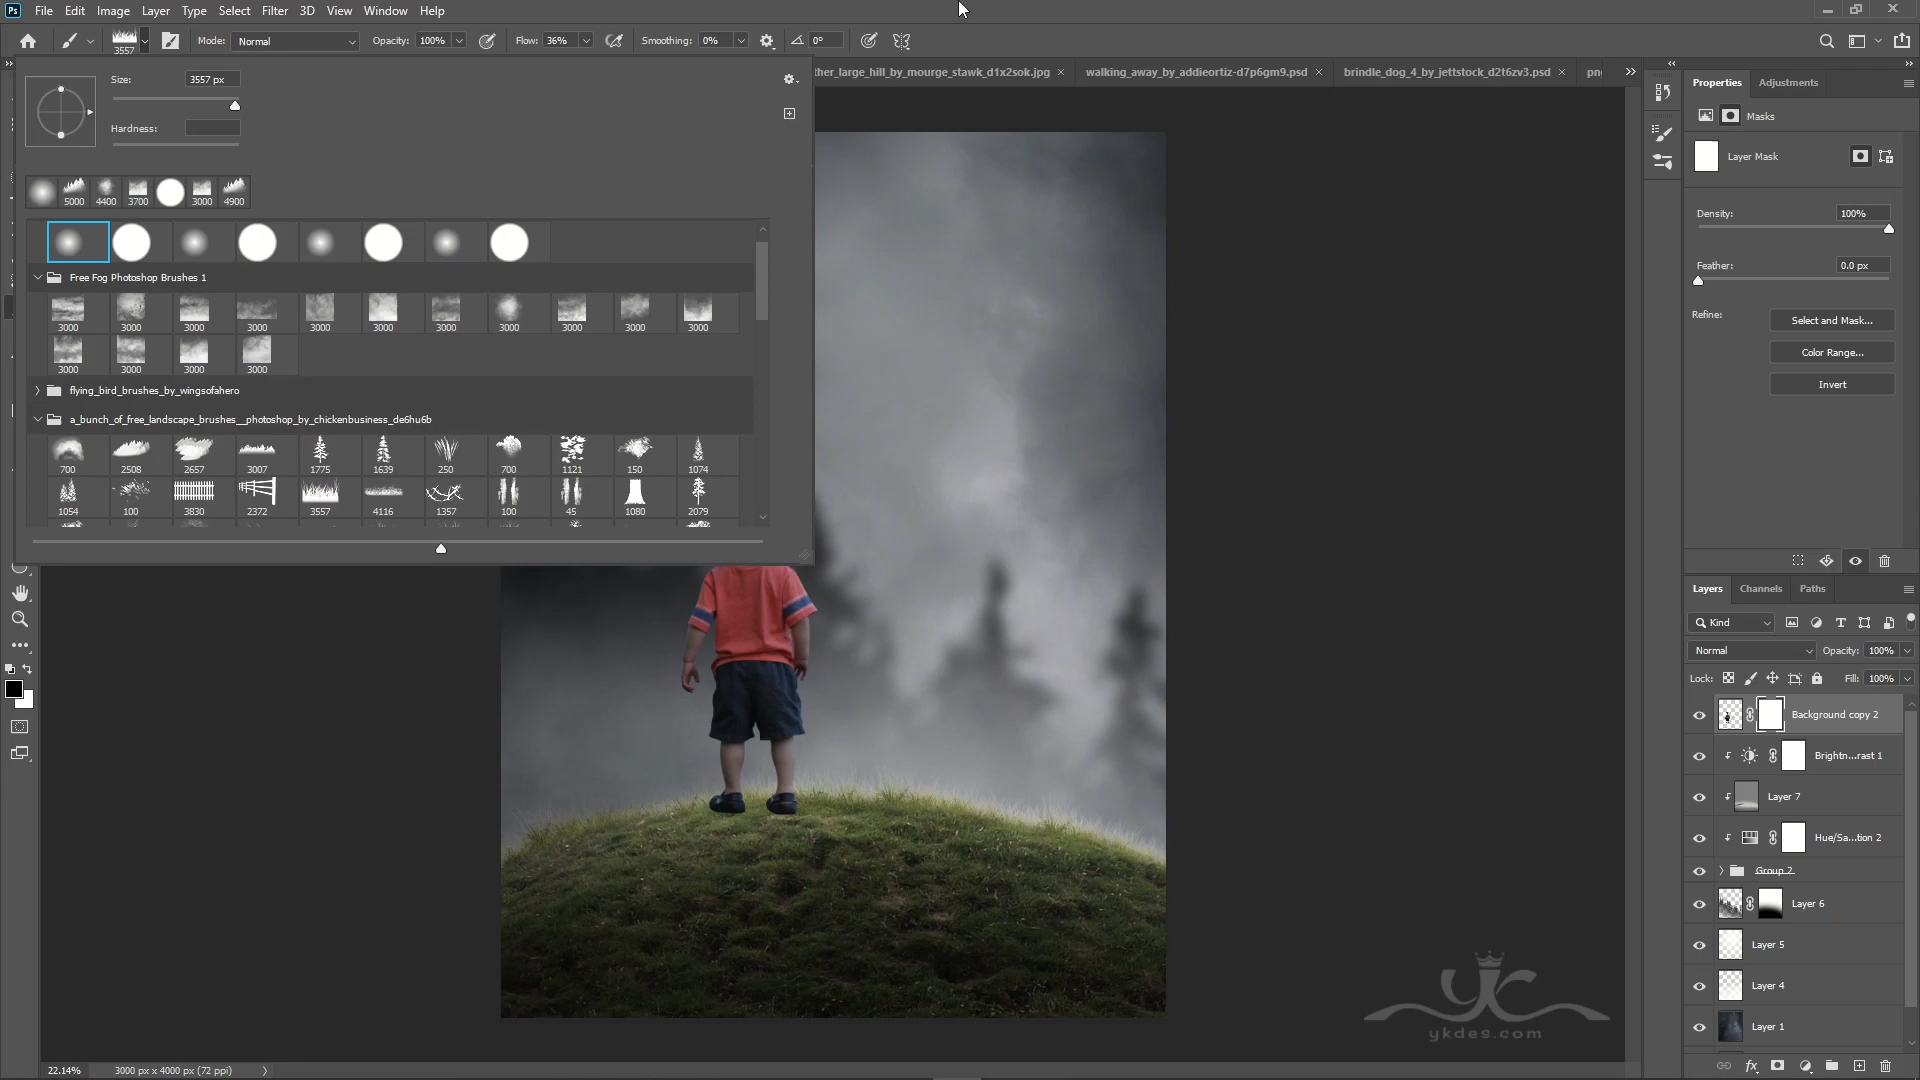 Ps File Edit Image Layer Type Select Filter 3D View Window Help
3557 Mode: Normal Opacity: 100% Flow: 36% Smoothing: 0% 0°
ther_large_hill_by_mourge_stawk_d1x2sok.jpg × walking_away_by_addieortiz-d7p6gm9.psd × brindle_dog_4_by_jettstock_d2t6zv3.psd × pn
Size: 3557 px
Hardness:
5000 4400 3700 3000 4900
Free Fog Photoshop Brushes 1
3000 3000 3000 3000 3000 3000 3000 3000 3000 3000 3000
3000 3000 3000 3000
flying_bird_brushes_by_wingsofahero
a_bunch_of_free_landscape_brushes__photoshop_by_chickenbusiness_de6hu6b
700 2508 2657 3007 1775 1639 250 700 1121 150 1074
1054 100 3830 2372 3557 4116 1357 100 45 1080 2079
Properties Adjustments
Masks
Layer Mask
Density: 100%
Feather: 0.0 px
Refine: Select and Mask...
Color Range...
Invert
Layers Channels Paths
Kind
Normal Opacity: 100%
Lock: Fill: 100%
Background copy 2
Brightn...rast 1
Layer 7
Hue/Sa...tion 2
Group 2
Layer 6
Layer 5
Layer 4
Layer 1
yk
ykdes.com
22.14% 3000 px x 4000 px (72 ppi)